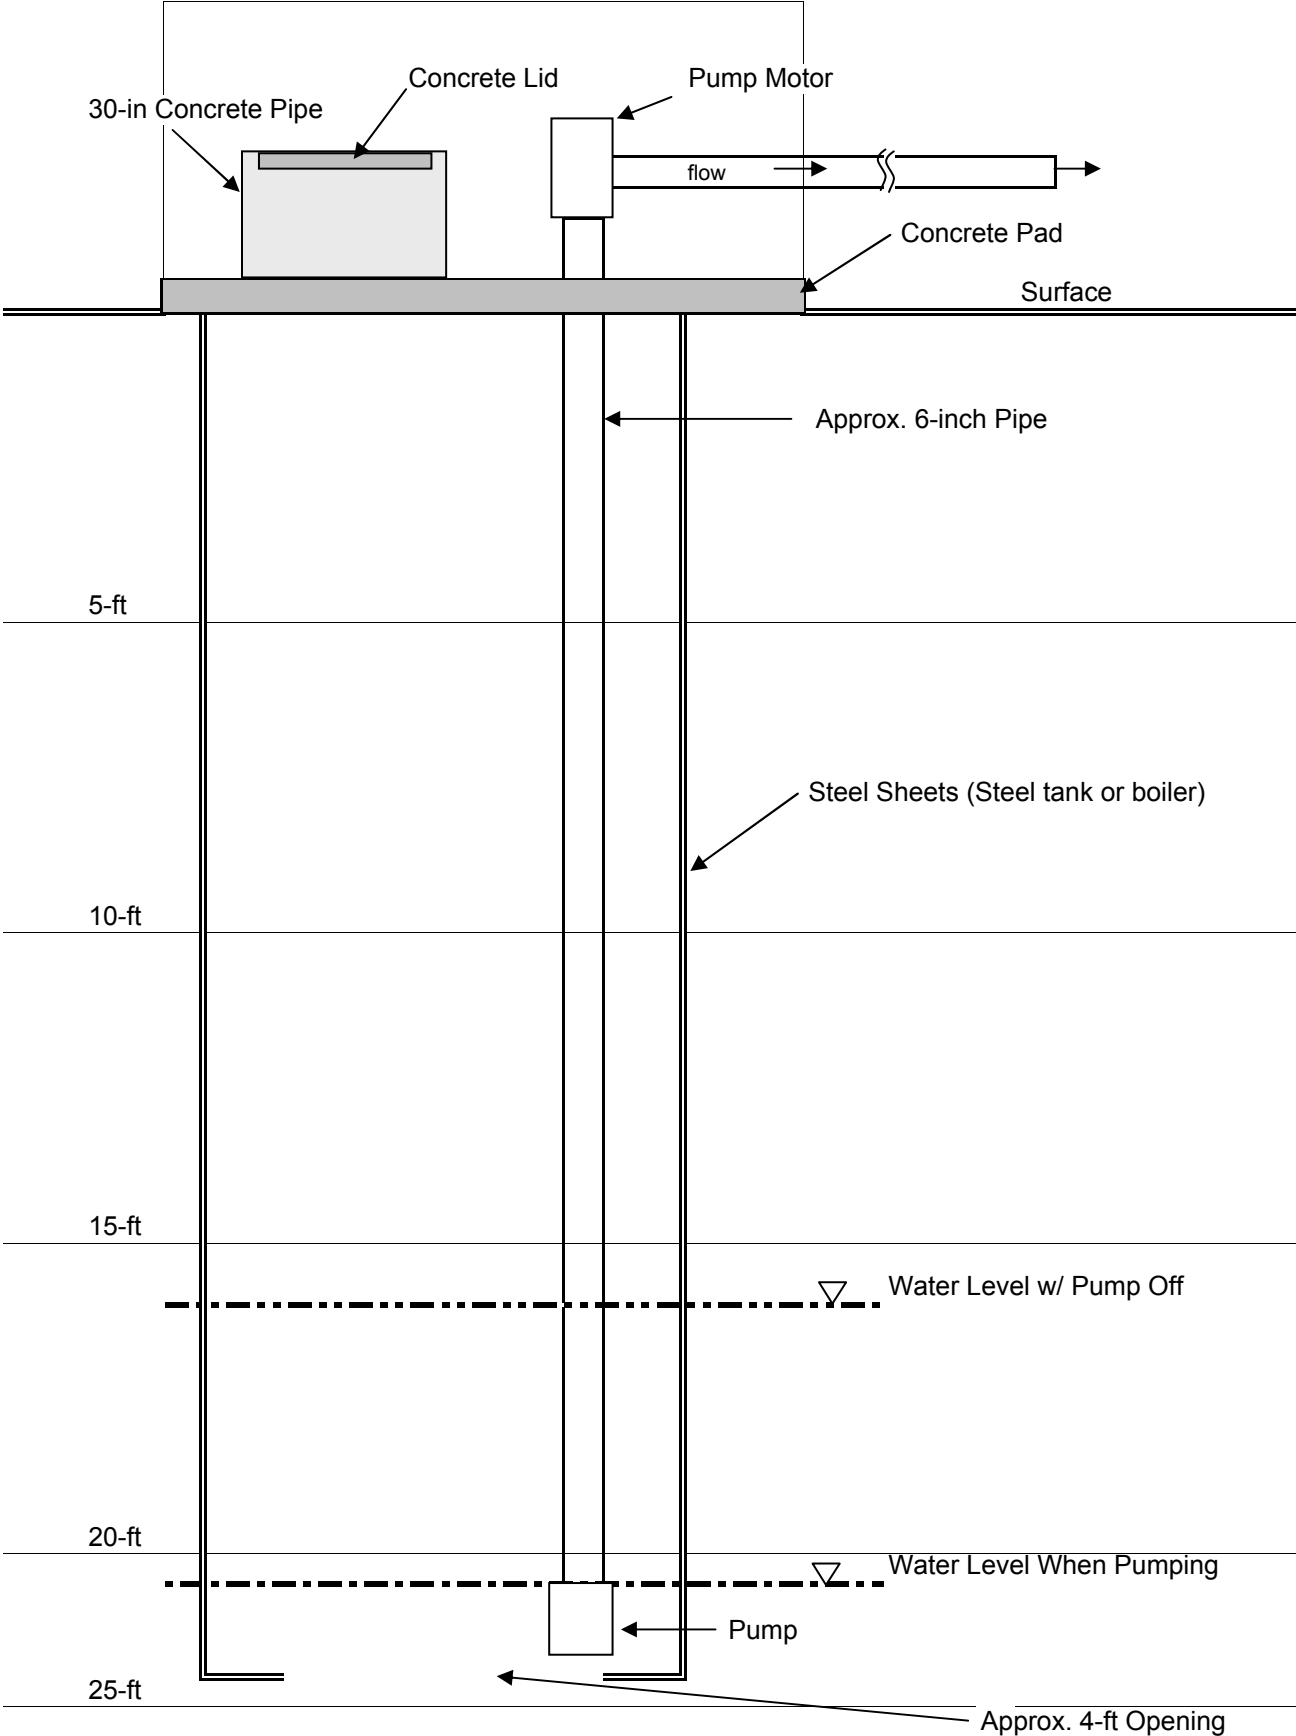 Concrete Lid
Pump Motor
30-in Concrete Pipe
flow
Concrete Pad
Surface
Approx. 6-inch Pipe
5-ft
Steel Sheets (Steel tank or boiler)
10-ft
15-ft
Water Level w/ Pump Off
20-ft
Water Level When Pumping
Pump
25-ft
Approx. 4-ft Opening